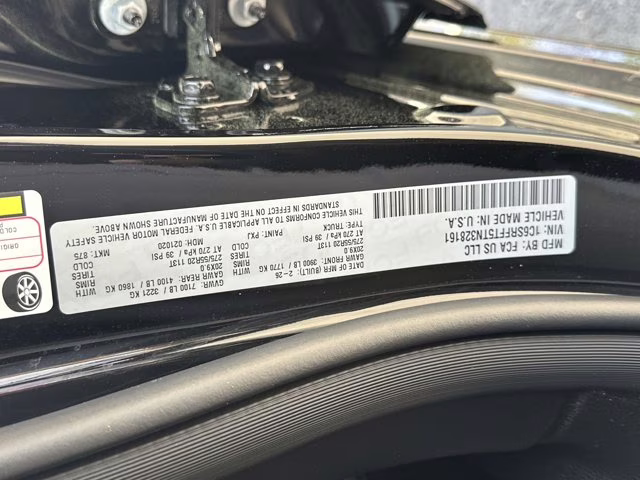 MFD BY: FCA US LLC
VEHICLE MADE IN: U.S.A.
DATE OF MFR (BUILT): 2-26
GVWR: 7100 LB / 3221 KG
GAWR FRONT: 3900 LB / 1770 KG
GAWR REAR: 4100 LB / 1860 KG
WITH
20X9.0
RIMS
20X9.0
RIMS
275/55R20 113T
TIRES
275/55R20 113T
TIRES
AT 270 kPa / 39 PSI
COLD
AT 270 kPa / 39 PSI
COLD
TYPE: TRUCK
PAINT: PXJ
MDH: 021020
MKT: 875
THIS VEHICLE CONFORMS TO ALL APPLICABLE U.S.A. FEDERAL MOTOR VEHICLE SAFETY
STANDARDS IN EFFECT ON THE DATE OF MANUFACTURE SHOWN ABOVE.
ORIGI
COLD